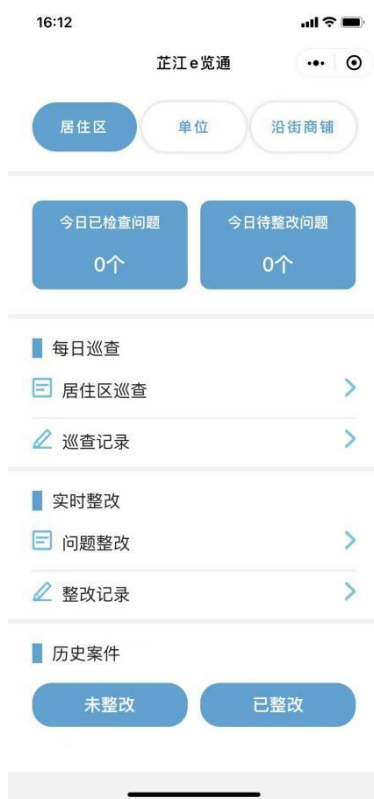 16:12
芷江e览通
居住区
单位
沿街商铺
今日已检查问题
今日待整改问题
0个
0个
每日巡查
居住区巡查
巡查记录
实时整改
问题整改
整改记录
历史案件
未整改
已整改